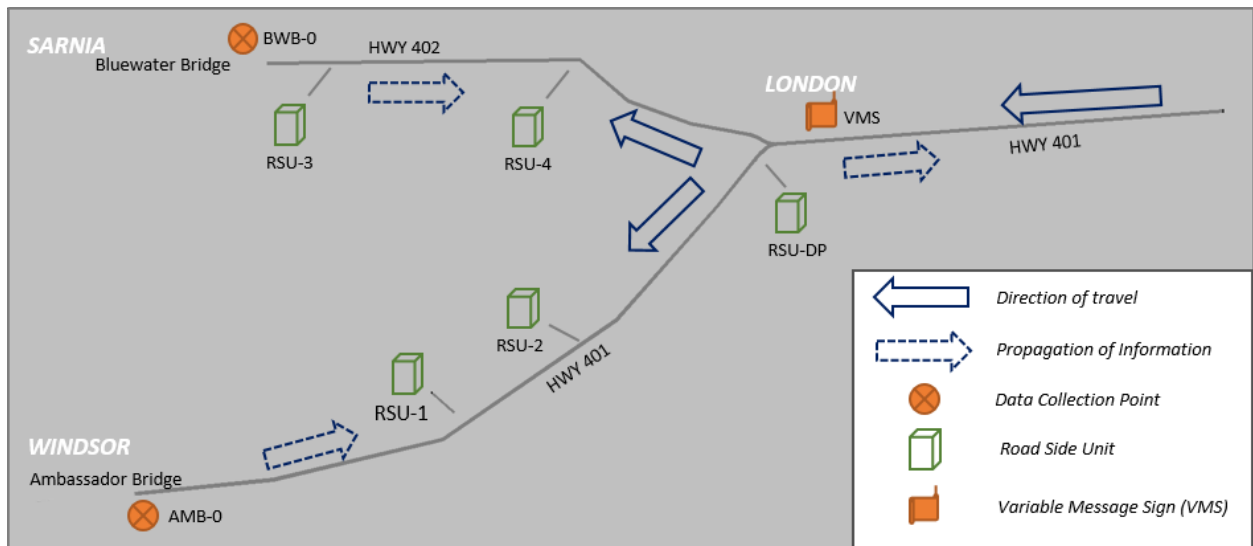 SARNIA
BWB-0
Bluewater Bridge
HWY 402
RSU-3
RSU-4
LONDON
VMS
HWY 401
RSU-DP
RSU-2
HWY 401
RSU-1
WINDSOR
Ambassador Bridge
AMB-0
Direction of travel
Propagation of Information
Data Collection Point
Road Side Unit
Variable Message Sign (VMS)